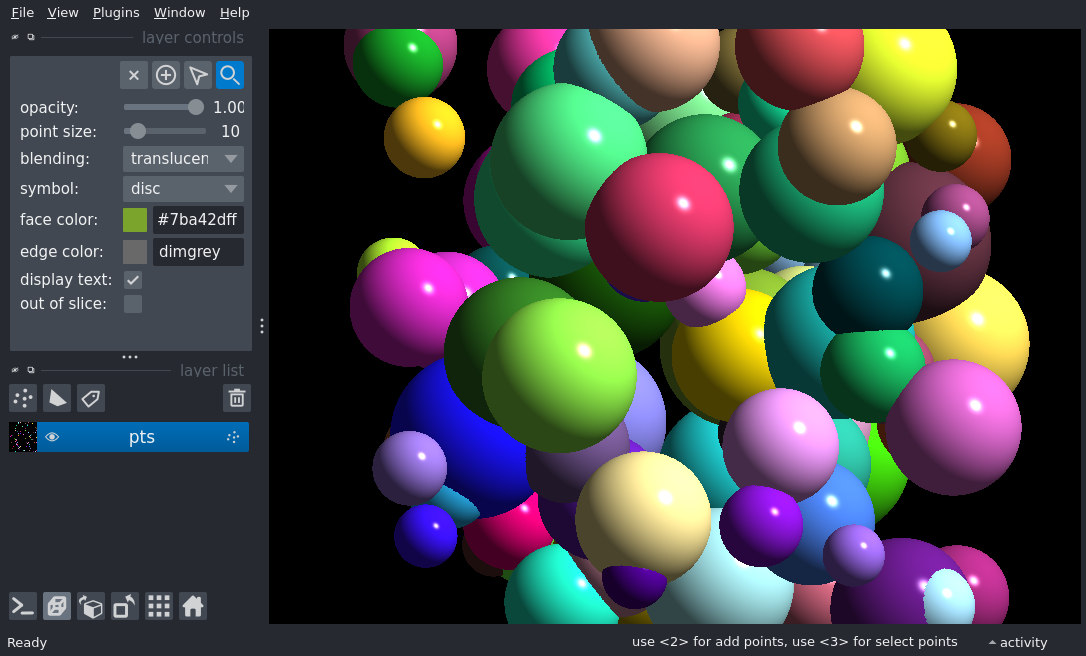 File View Plugins Window Help
layer controls
opacity: 1.00
point size: 10
blending: translucen
symbol: disc
face color: #7ba42dff
edge color: dimgrey
display text:
out of slice:
layer list
pts
Ready
use <2> for add points, use <3> for select points
activity